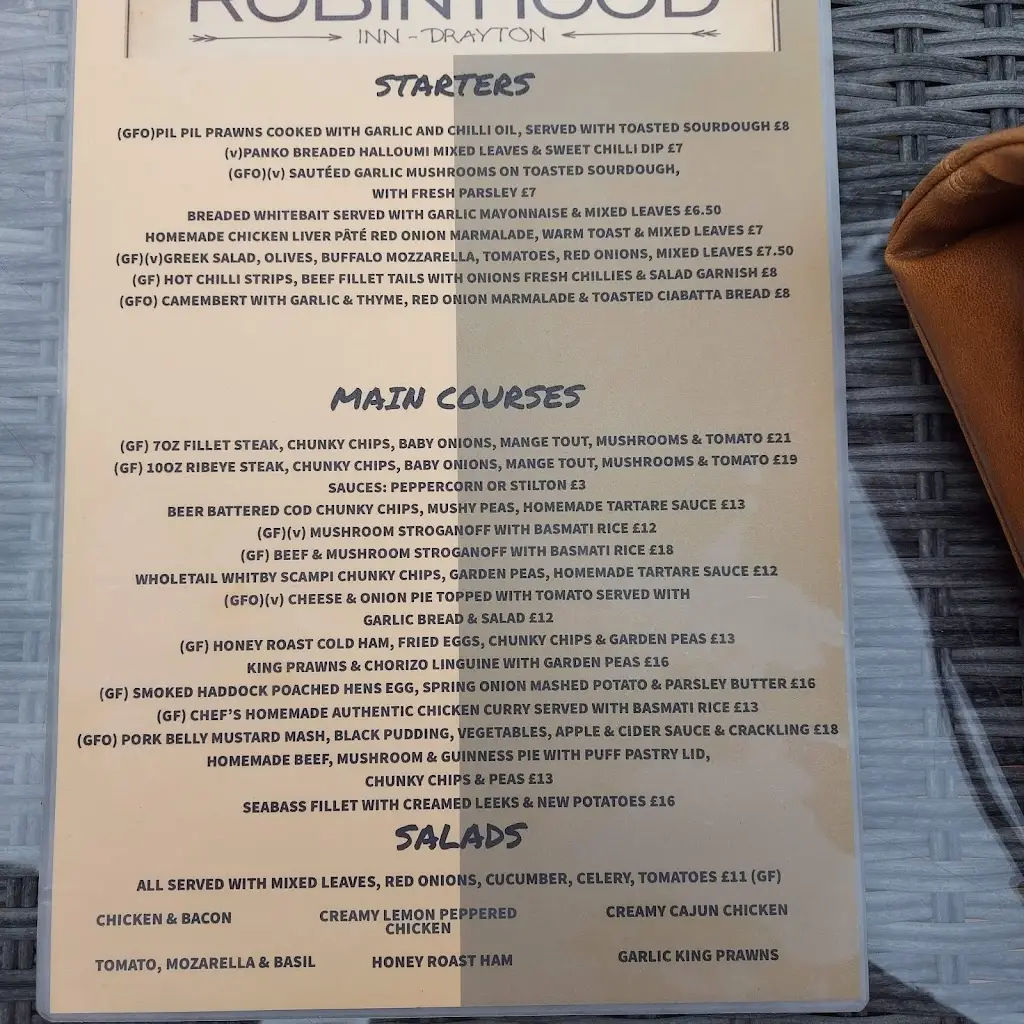 ROBIN HOOD
INN - DRAYTON
STARTERS
(GFO)PIL PIL PRAWNS COOKED WITH GARLIC AND CHILLI OIL, SERVED WITH TOASTED SOURDOUGH £8
(v)PANKO BREADED HALLOUMI MIXED LEAVES & SWEET CHILLI DIP £7
(GFO)(v) SAUTÉED GARLIC MUSHROOMS ON TOASTED SOURDOUGH,
WITH FRESH PARSLEY £7
BREADED WHITEBAIT SERVED WITH GARLIC MAYONNAISE & MIXED LEAVES £6.50
HOMEMADE CHICKEN LIVER PÂTÉ RED ONION MARMALADE, WARM TOAST & MIXED LEAVES £7
(GF)(v)GREEK SALAD, OLIVES, BUFFALO MOZZARELLA, TOMATOES, RED ONIONS, MIXED LEAVES £7.50
(GF) HOT CHILLI STRIPS, BEEF FILLET TAILS WITH ONIONS FRESH CHILLIES & SALAD GARNISH £8
(GFO) CAMEMBERT WITH GARLIC & THYME, RED ONION MARMALADE & TOASTED CIABATTA BREAD £8
MAIN COURSES
(GF) 7OZ FILLET STEAK, CHUNKY CHIPS, BABY ONIONS, MANGE TOUT, MUSHROOMS & TOMATO £21
(GF) 10OZ RIBEYE STEAK, CHUNKY CHIPS, BABY ONIONS, MANGE TOUT, MUSHROOMS & TOMATO £19
SAUCES: PEPPERCORN OR STILTON £3
BEER BATTERED COD CHUNKY CHIPS, MUSHY PEAS, HOMEMADE TARTARE SAUCE £13
(GF)(v) MUSHROOM STROGANOFF WITH BASMATI RICE £12
(GF) BEEF & MUSHROOM STROGANOFF WITH BASMATI RICE £18
WHOLETAIL WHITBY SCAMPI CHUNKY CHIPS, GARDEN PEAS, HOMEMADE TARTARE SAUCE £12
(GFO)(v) CHEESE & ONION PIE TOPPED WITH TOMATO SERVED WITH
GARLIC BREAD & SALAD £12
(GF) HONEY ROAST COLD HAM, FRIED EGGS, CHUNKY CHIPS & GARDEN PEAS £13
KING PRAWNS & CHORIZO LINGUINE WITH GARDEN PEAS £16
(GF) SMOKED HADDOCK POACHED HENS EGG, SPRING ONION MASHED POTATO & PARSLEY BUTTER £16
(GF) CHEF'S HOMEMADE AUTHENTIC CHICKEN CURRY SERVED WITH BASMATI RICE £13
(GFO) PORK BELLY MUSTARD MASH, BLACK PUDDING, VEGETABLES, APPLE & CIDER SAUCE & CRACKLING £18
HOMEMADE BEEF, MUSHROOM & GUINNESS PIE WITH PUFF PASTRY LID,
CHUNKY CHIPS & PEAS £13
SEABASS FILLET WITH CREAMED LEEKS & NEW POTATOES £16
SALADS
ALL SERVED WITH MIXED LEAVES, RED ONIONS, CUCUMBER, CELERY, TOMATOES £11 (GF)
CHICKEN & BACON
CREAMY LEMON PEPPERED
CHICKEN
CREAMY CAJUN CHICKEN
TOMATO, MOZARELLA & BASIL
HONEY ROAST HAM
GARLIC KING PRAWNS